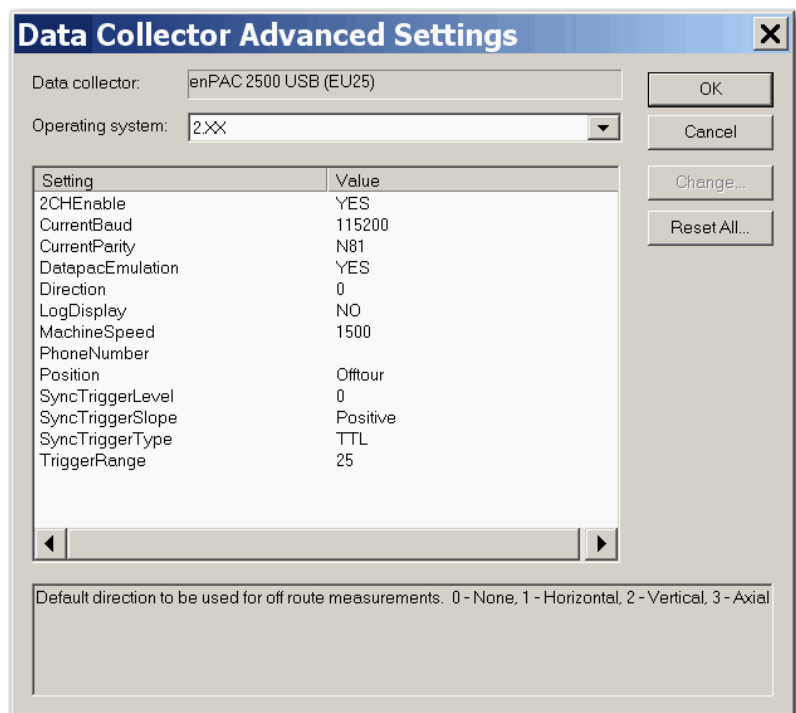 Data Collector Advanced Settings
Data collector: enPAC 2500 USB (EU25)
OK
Operating system: 2.XX
Cancel
Setting Value
Change...
2CHEnable YES
CurrentBaud 115200
Reset All...
CurrentParity N81
DatapacEmulation YES
Direction 0
LogDisplay NO
MachineSpeed 1500
PhoneNumber
Position Offtour
SyncTriggerLevel 0
SyncTriggerSlope Positive
SyncTriggerType TTL
TriggerRange 25
Default direction to be used for off route measurements. 0 - None, 1 - Horizontal, 2 - Vertical, 3 - Axial